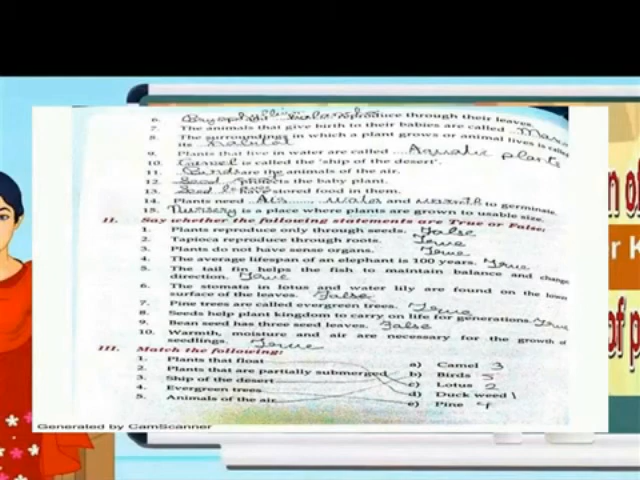 6. Bryophyllum reproduce through their leaves.
7. The animals that give birth to their babies are called
8. The surroundings in which a plant grows or animal lives is called
its habitat
9. Plants that live in water are called Aquatic plants
10. Camel is called the 'ship of the desert'.
11. Birds are the animals of the air.
12. Seed protects the baby plant.
13. Seed leaves have stored food in them.
14. Plants need Air water and warmth to germinate.
15. Nursery is a place where plants are grown to usable size.
II. Say whether the following statements are True or False:
1. Plants reproduce only through seeds. False
2. Tapioca reproduce through roots. True
3. Plants do not have sense organs. True
4. The average lifespan of an elephant is 100 years. True
5. The tail fin helps the fish to maintain balance and change
direction. True
6. The stomata in lotus and water lily are found on the lower
surface of the leaves. False
7. Pine trees are called evergreen trees. True
8. Seeds help plant kingdom to carry on life for generations. True
9. Bean seed has three seed leaves. False
10. Warmth, moisture and air are necessary for the growth of
seedlings. True
III. Match the following:
1. Plants that float a) Camel 3
2. Plants that are partially submerged b) Birds 5
3. Ship of the desert c) Lotus 2
4. Evergreen trees d) Duck weed 1
5. Animals of the air e) Pine 4
Generated by CamScanner